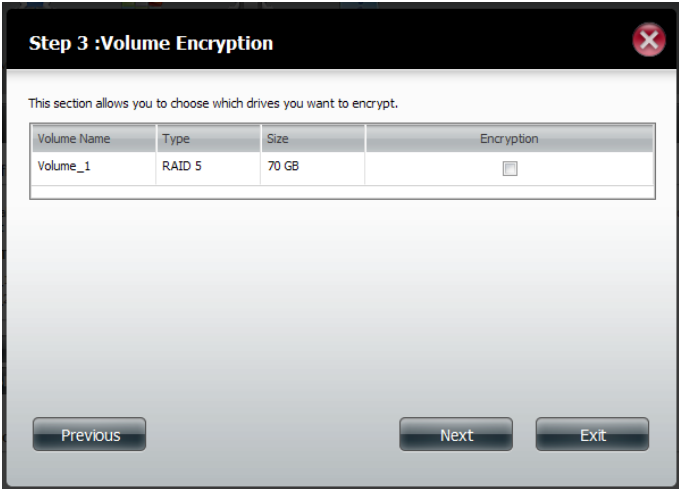 Step 3 :Volume Encryption
This section allows you to choose which drives you want to encrypt.
Volume Name Type Size Encryption
Volume_1 RAID 5 70 GB
Previous Next Exit